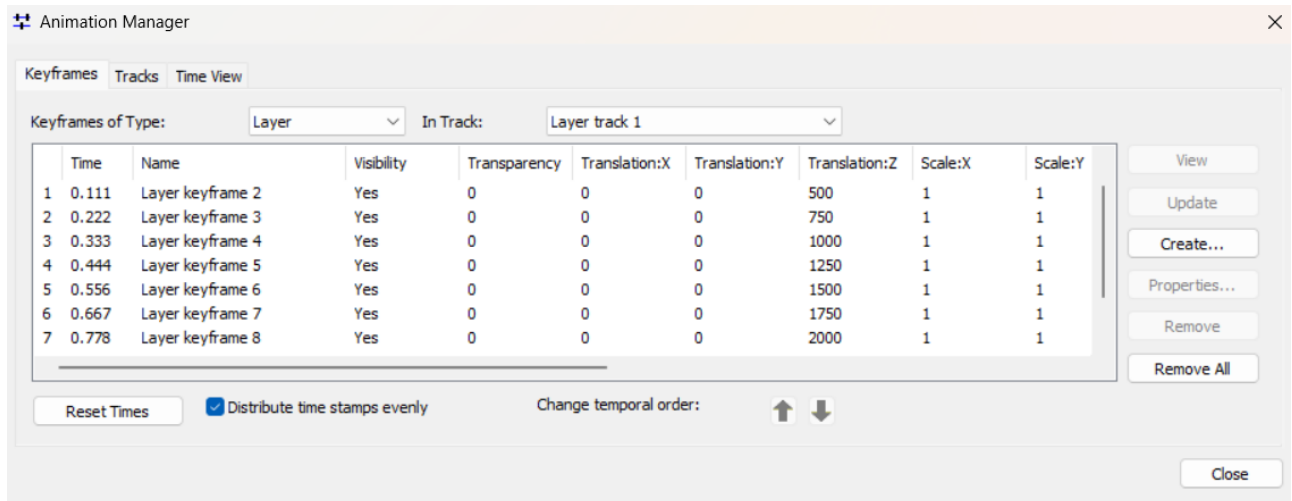 Animation Manager
Keyframes Tracks Time View
Keyframes of Type: Layer In Track: Layer track 1
Time Name Visibility Transparency Translation:X Translation:Y Translation:Z Scale:X Scale:Y
1 0.111 Layer keyframe 2 Yes 0 0 0 500 1 1
2 0.222 Layer keyframe 3 Yes 0 0 0 750 1 1
3 0.333 Layer keyframe 4 Yes 0 0 0 1000 1 1
4 0.444 Layer keyframe 5 Yes 0 0 0 1250 1 1
5 0.556 Layer keyframe 6 Yes 0 0 0 1500 1 1
6 0.667 Layer keyframe 7 Yes 0 0 0 1750 1 1
7 0.778 Layer keyframe 8 Yes 0 0 0 2000 1 1
View
Update
Create...
Properties...
Remove
Remove All
Reset Times Distribute time stamps evenly Change temporal order:
Close